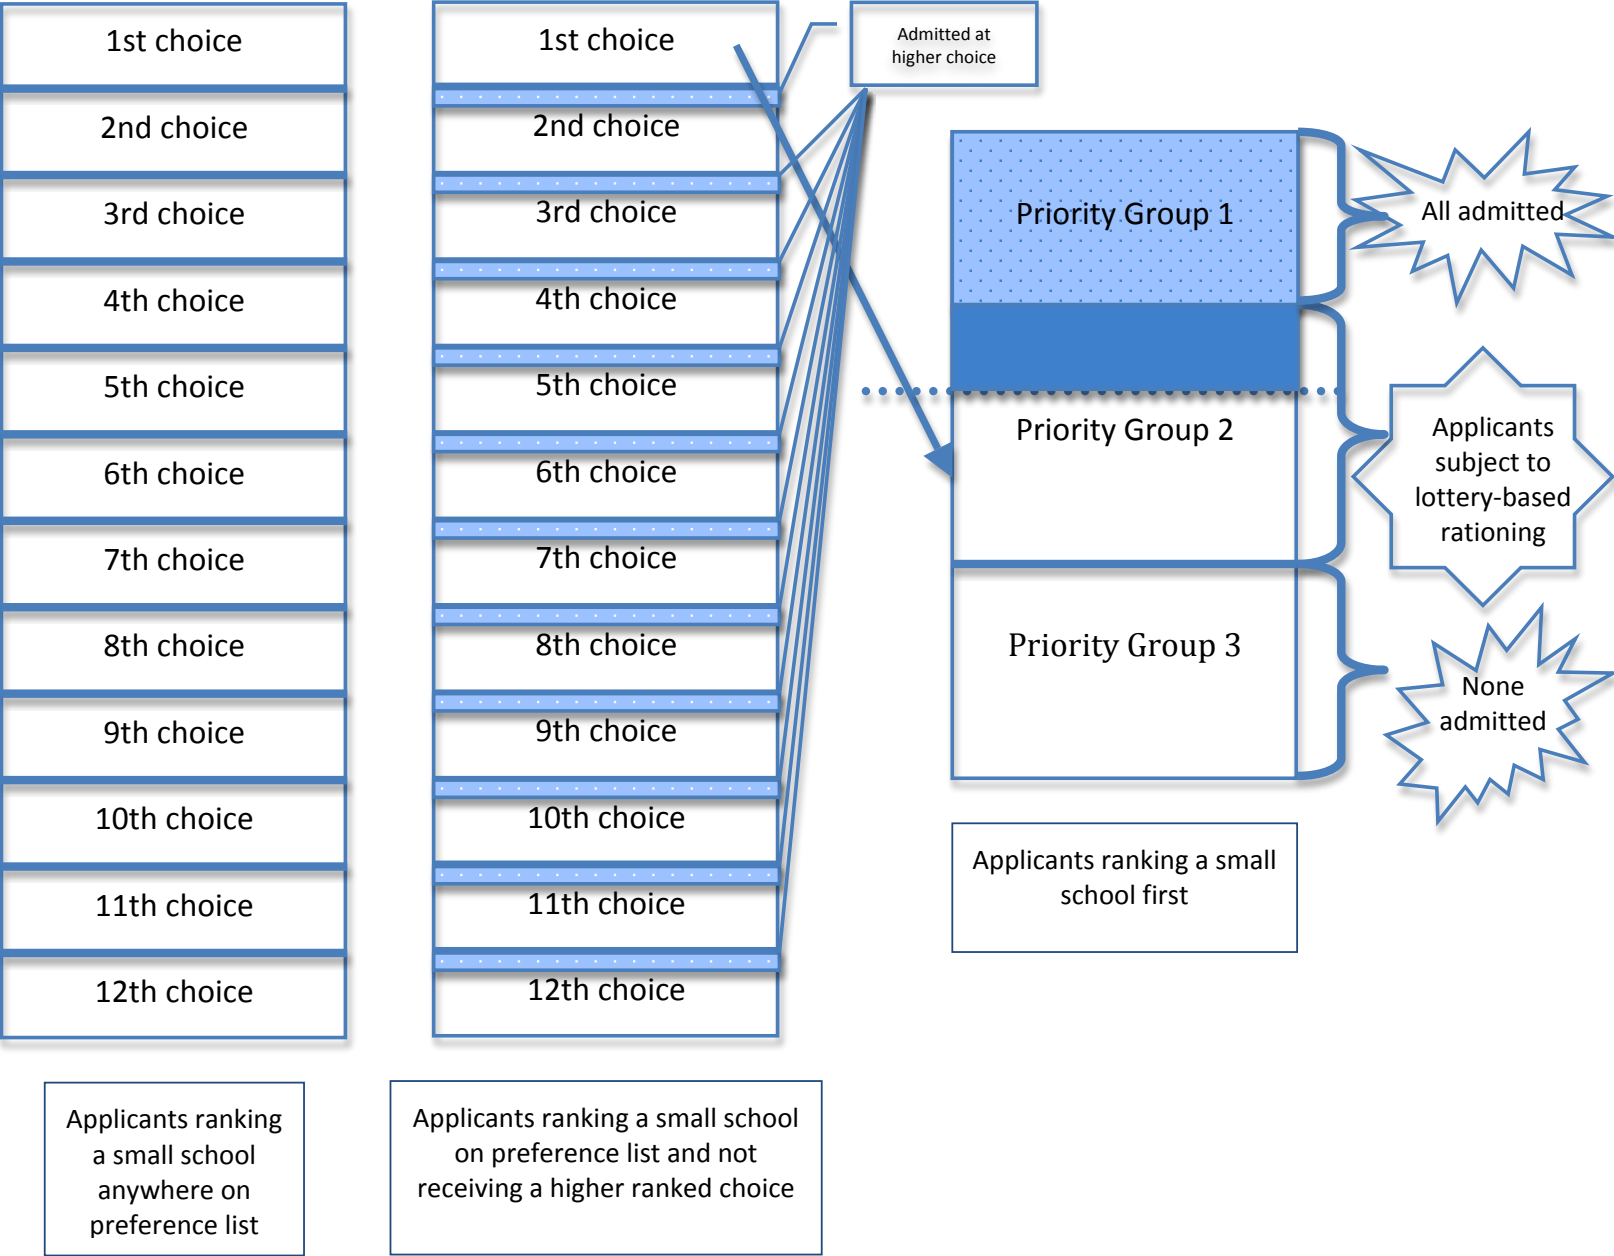 1st choice
2nd choice
3rd choice
4th choice
5th choice
6th choice
7th choice
8th choice
9th choice
10th choice
11th choice
12th choice
Applicants ranking
a small school
anywhere on
preference list
1st choice
2nd choice
3rd choice
4th choice
5th choice
6th choice
7th choice
8th choice
9th choice
10th choice
11th choice
12th choice
Applicants ranking a small school
on preference list and not
receiving a higher ranked choice
Admitted at
higher choice
Priority Group 1
Priority Group 2
Priority Group 3
Applicants ranking a small
school first
All admitted
Applicants
subject to
lottery-based
rationing
None
admitted